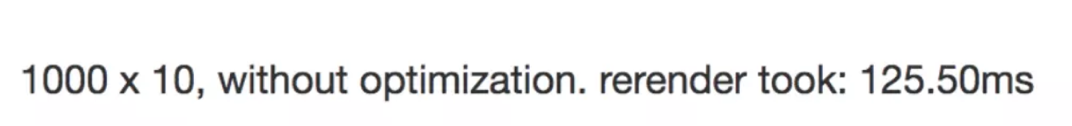 1000 x 10, without optimization. rerender took: 125.50ms